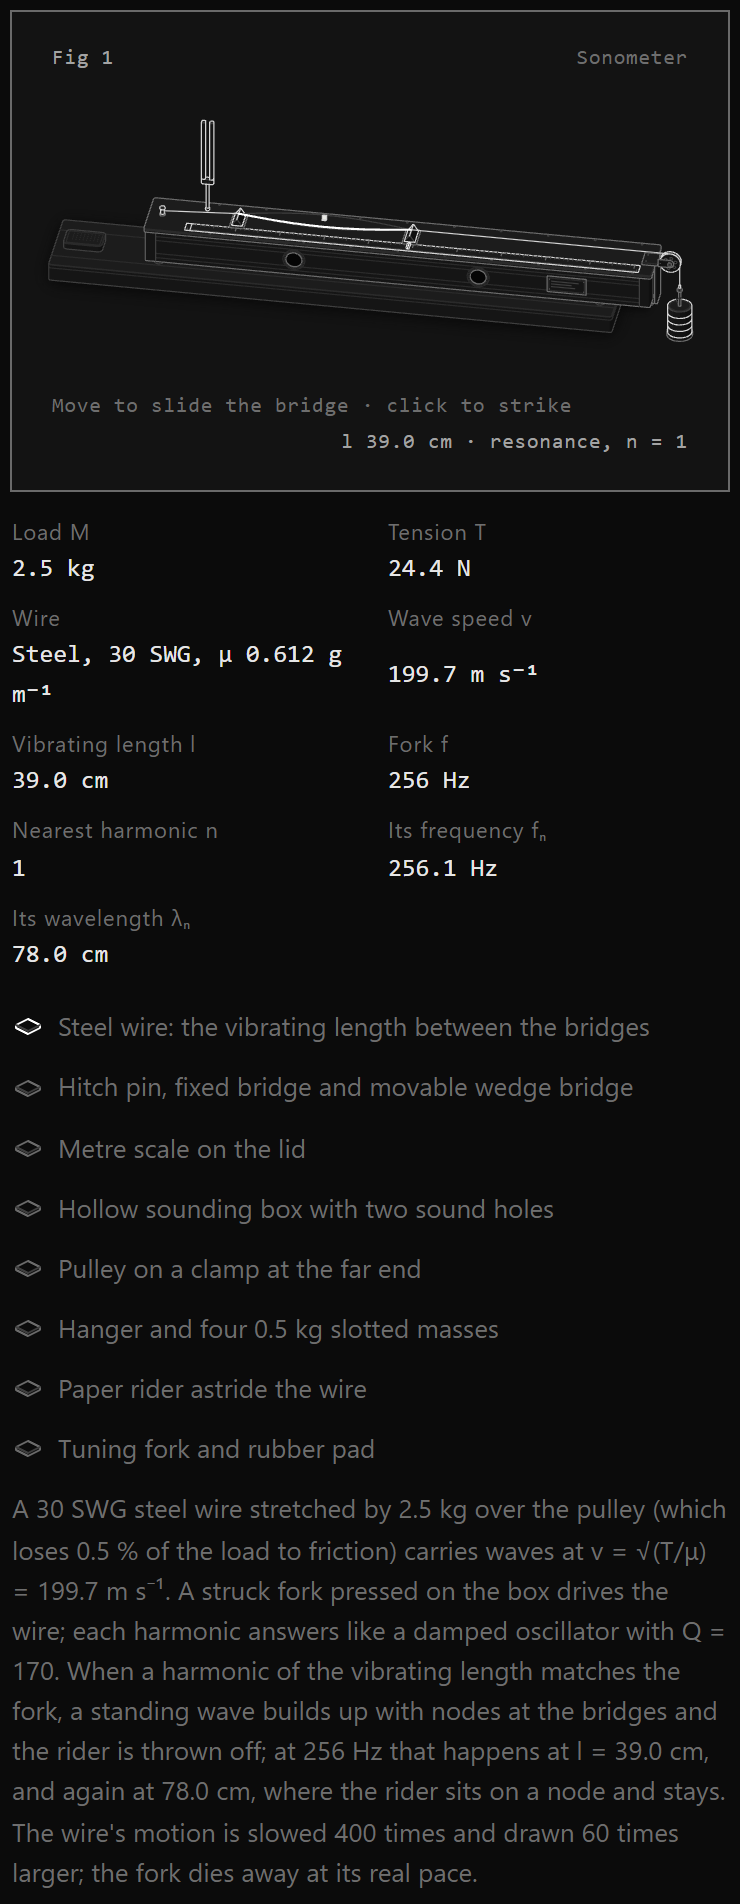 Fig 1
Sonometer
Move to slide the bridge · click to strike
l 39.0 cm · resonance, n = 1
Load M
Tension T
2.5 kg
24.4 N
Wire
Wave speed v
Steel, 30 SWG, μ 0.612 g
m⁻¹
199.7 m s⁻¹
Vibrating length l
Fork f
39.0 cm
256 Hz
Nearest harmonic n
Its frequency fₙ
1
256.1 Hz
Its wavelength λₙ
78.0 cm
Steel wire: the vibrating length between the bridges
Hitch pin, fixed bridge and movable wedge bridge
Metre scale on the lid
Hollow sounding box with two sound holes
Pulley on a clamp at the far end
Hanger and four 0.5 kg slotted masses
Paper rider astride the wire
Tuning fork and rubber pad
A 30 SWG steel wire stretched by 2.5 kg over the pulley (which
loses 0.5 % of the load to friction) carries waves at v = √(T/μ)
= 199.7 m s⁻¹. A struck fork pressed on the box drives the
wire; each harmonic answers like a damped oscillator with Q =
170. When a harmonic of the vibrating length matches the
fork, a standing wave builds up with nodes at the bridges and
the rider is thrown off; at 256 Hz that happens at l = 39.0 cm,
and again at 78.0 cm, where the rider sits on a node and stays.
The wire's motion is slowed 400 times and drawn 60 times
larger; the fork dies away at its real pace.